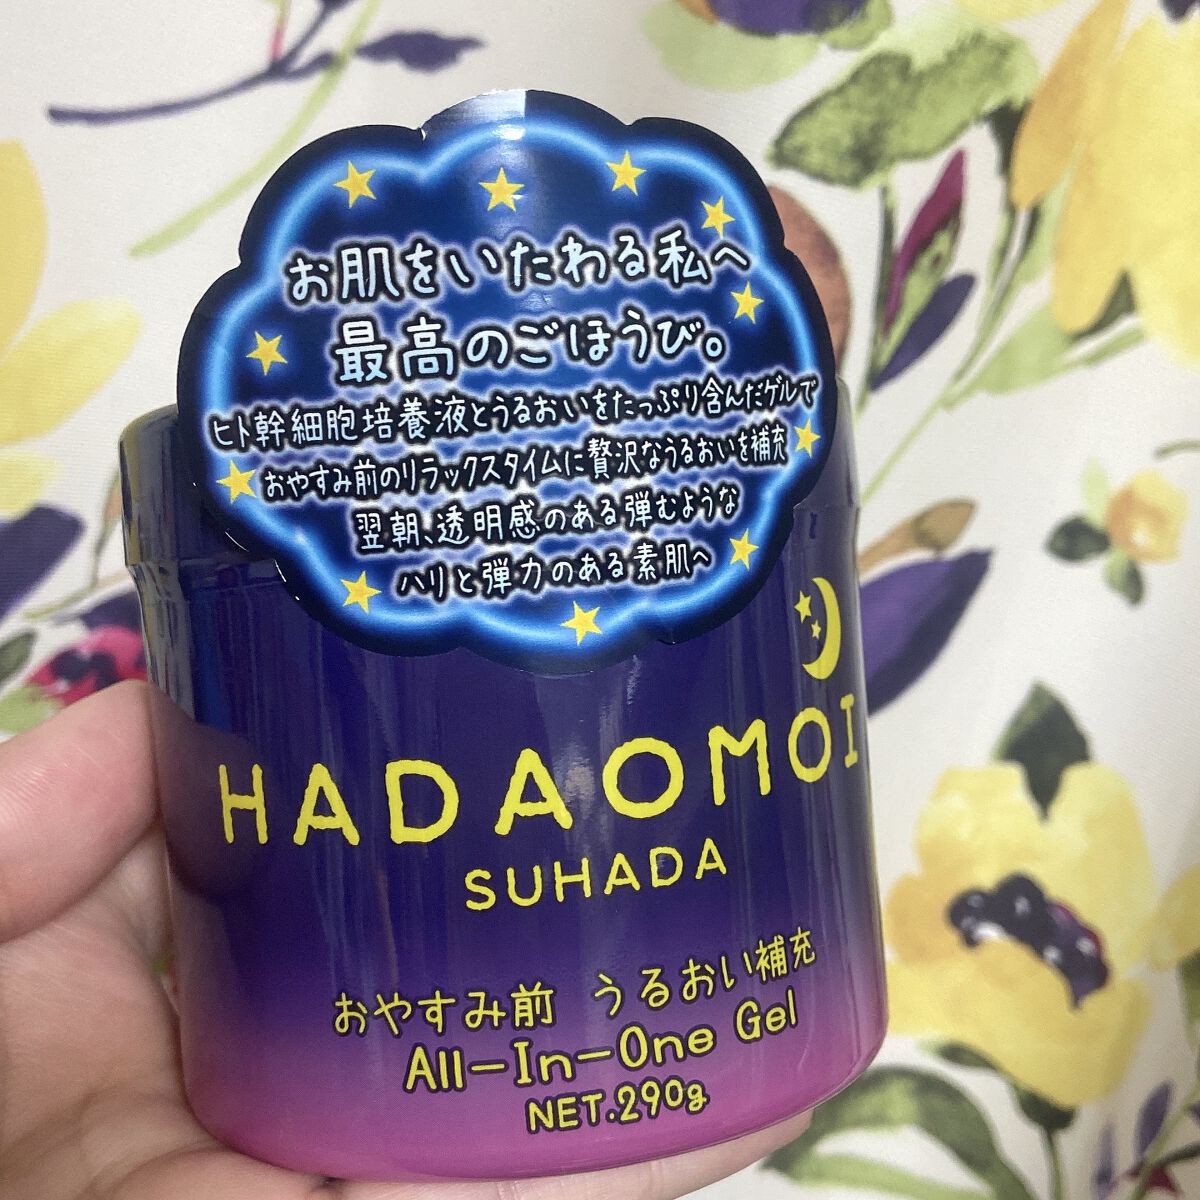 お肌をいたわる私へ
最高のごほうび。
ヒト幹細胞培養液とうるおいをたっぷり含んだゲルで
おやすみ前のリラックスタイムに贅沢なうるおいを補充
翌朝、透明感のある弾むような
ハリと弾力のある素肌へ
HADAOMOI
SUHADA
おやすみ前 うるおい補充
All-In-One Gel
NET.290g